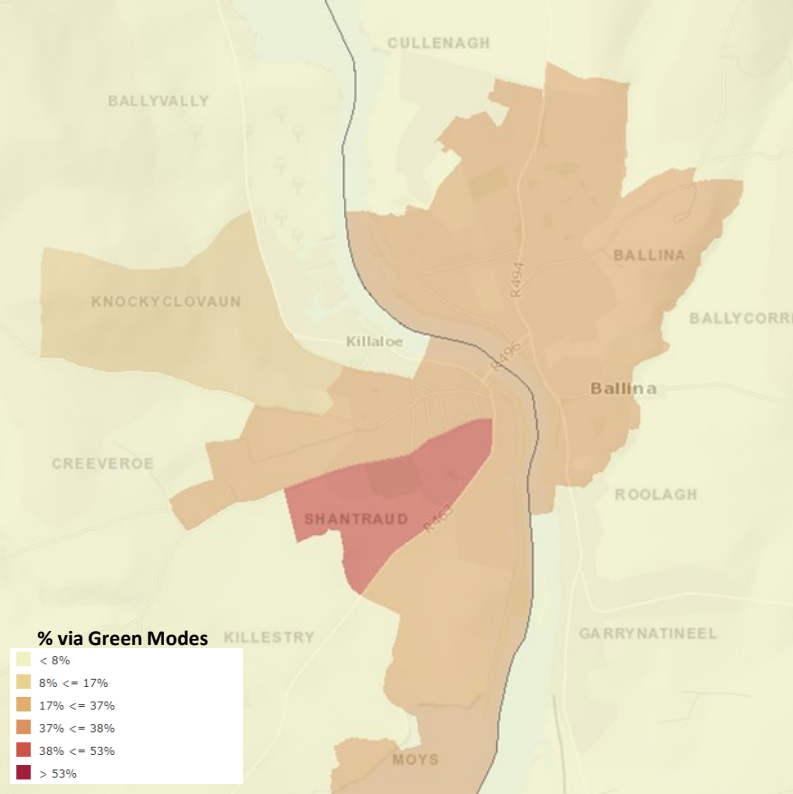 CULLENAGH
BALLYVALLY
BALLINA
R494
KNOCKYCLOVAUN
BALLYCORRI
Killaloe
R496
Ballina
CREEVEROE
ROOLAGH
SHANTRAUD
R463
% via Green Modes
KILLESTRY
GARRYNATINEEL
< 8%
8% <= 17%
17% <= 37%
37% <= 38%
38% <= 53%
> 53%
MOYS